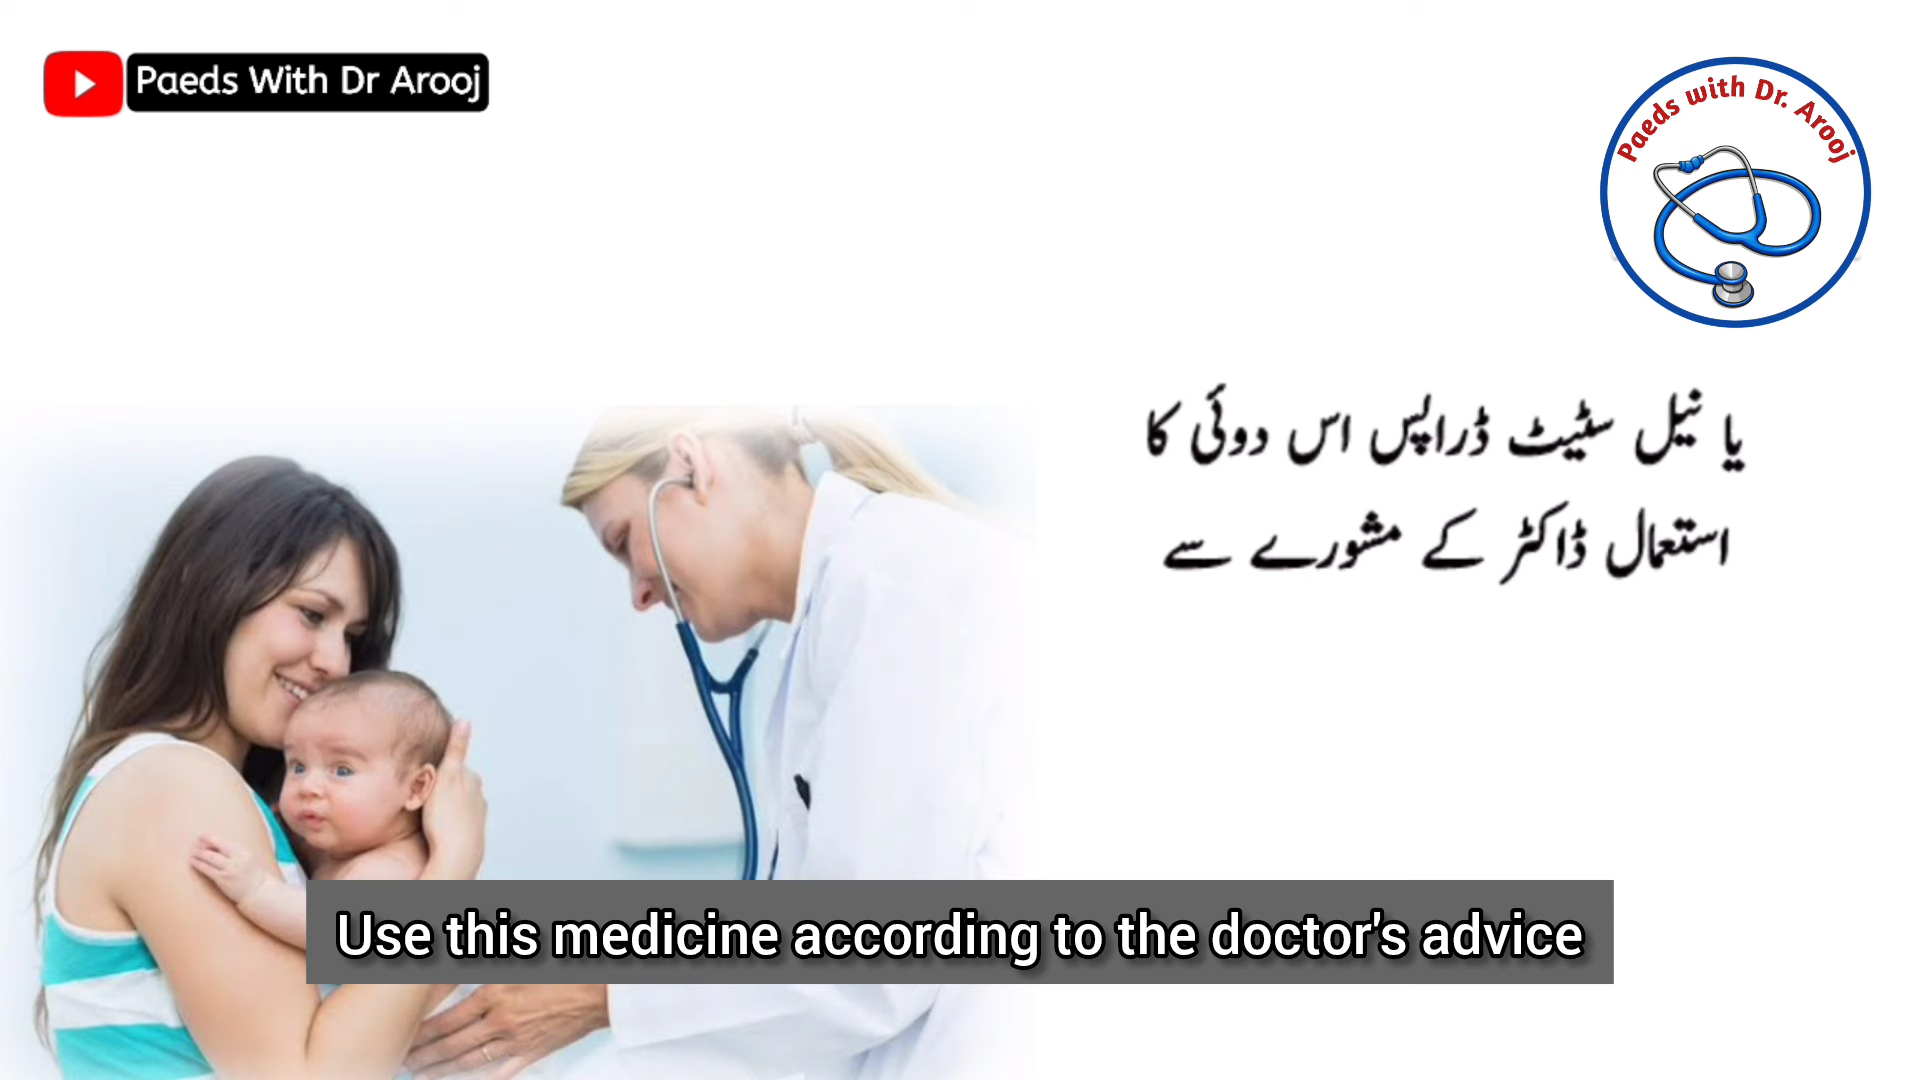 Paeds With Dr Arooj
Paeds with Dr. Arooj
یا نیل سٹیٹ ڈراپس اس دوئی کا
استعمال ڈاکٹر کے مشورے سے
Use this medicine according to the doctor's advice